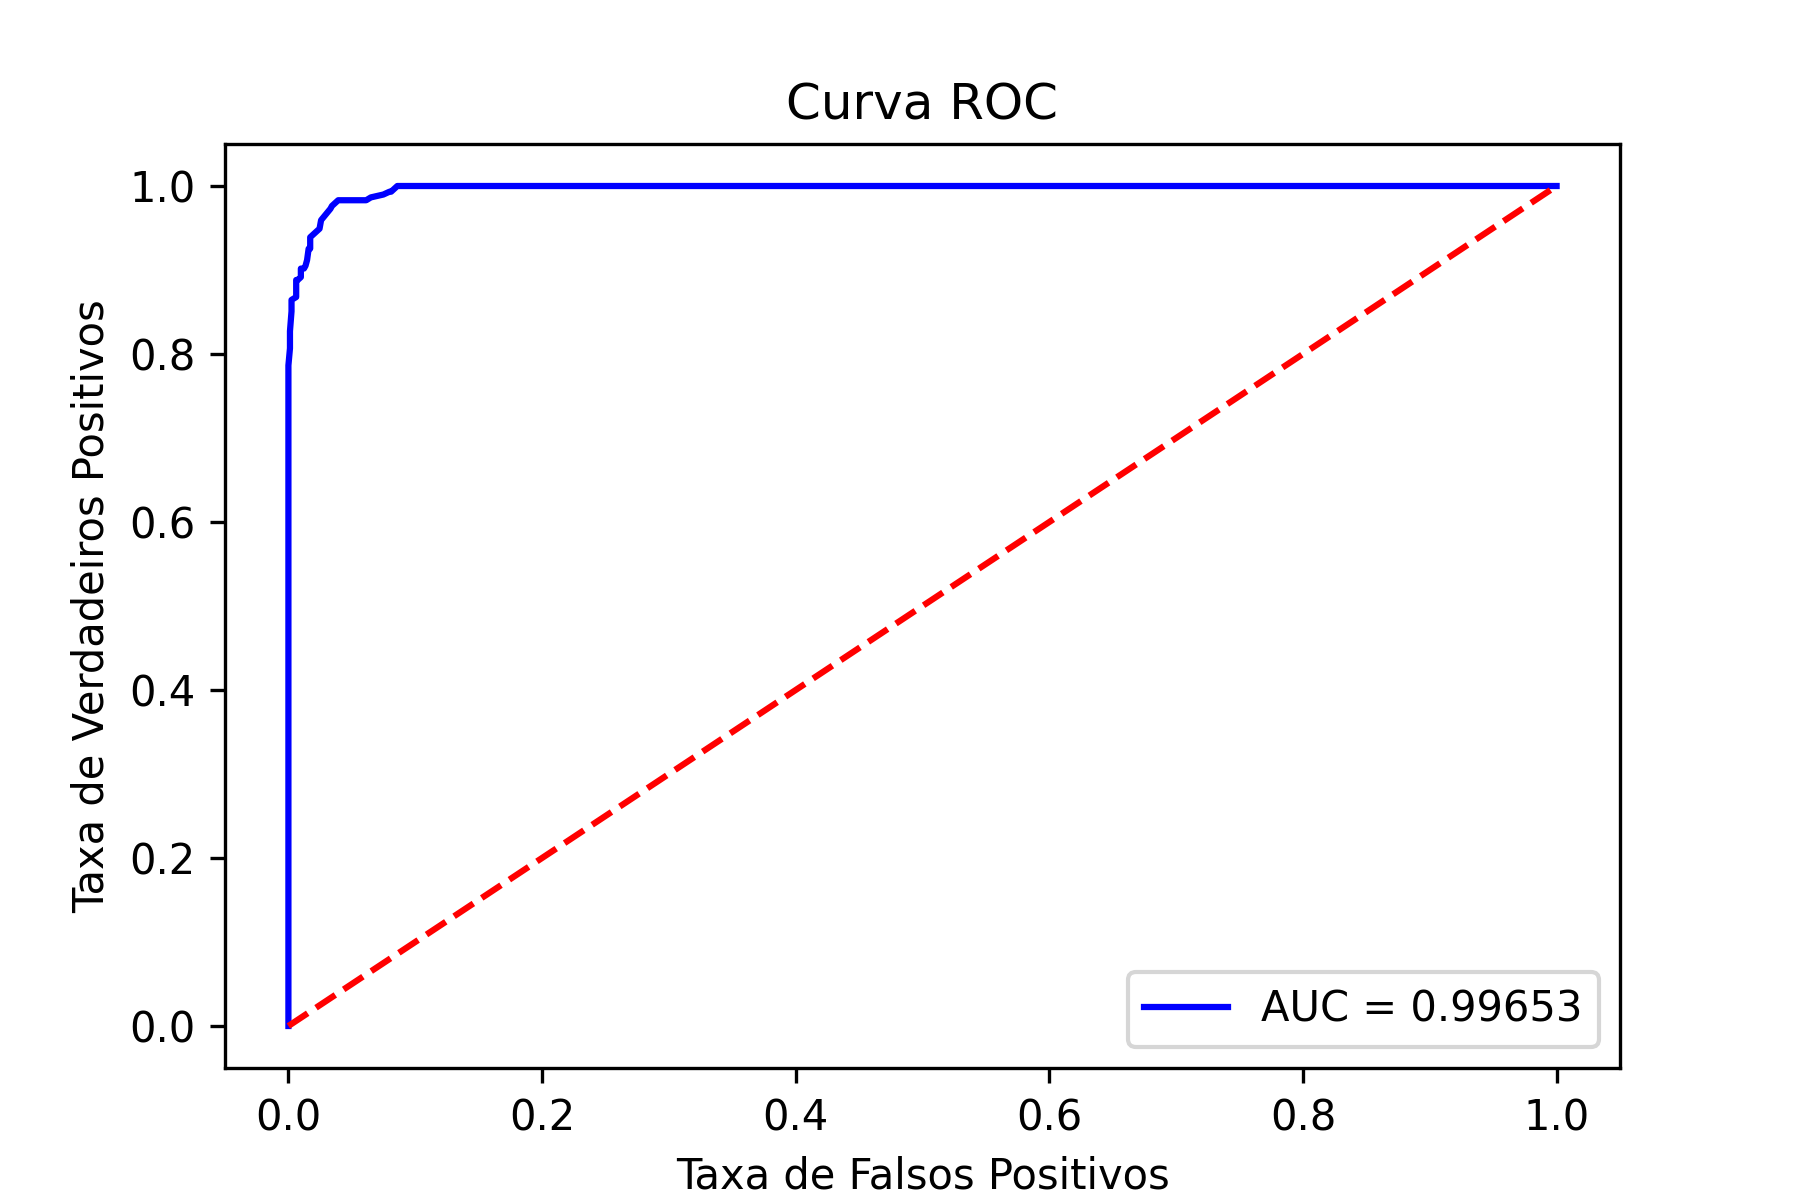 Curva ROC
1.0
0.8
0.6
0.4
0.2
0.0
Taxa de Verdadeiros Positivos
AUC = 0.99653
0.0 0.2 0.4 0.6 0.8 1.0
Taxa de Falsos Positivos